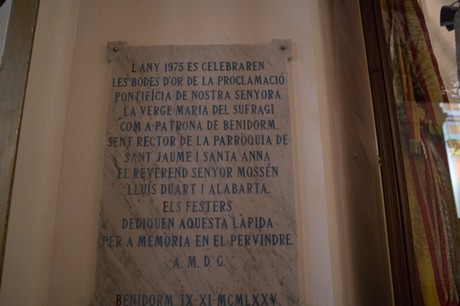 L'ANY 1975 ES CELEBRAREN
LES BODES D'OR DE LA PROCLAMACIÓ
PONTIFÍCIA DE NOSTRA SENYORA
LA VERGE MARIA DEL SUFRAGI
COM A PATRONA DE BENIDORM.
SENT RECTOR DE LA PARRÒQUIA DE
SANT JAUME I SANTA ANNA
EL REVEREND SENYOR MOSSÉN
LLUÍS DUART I ALABARTA.
ELS FESTERS
DEDIQUEN AQUESTA LÀPIDA
PER A MEMÒRIA EN EL PERVINDRE.
A. M. D. G.
BENIDORM IX XI MCMLXXV